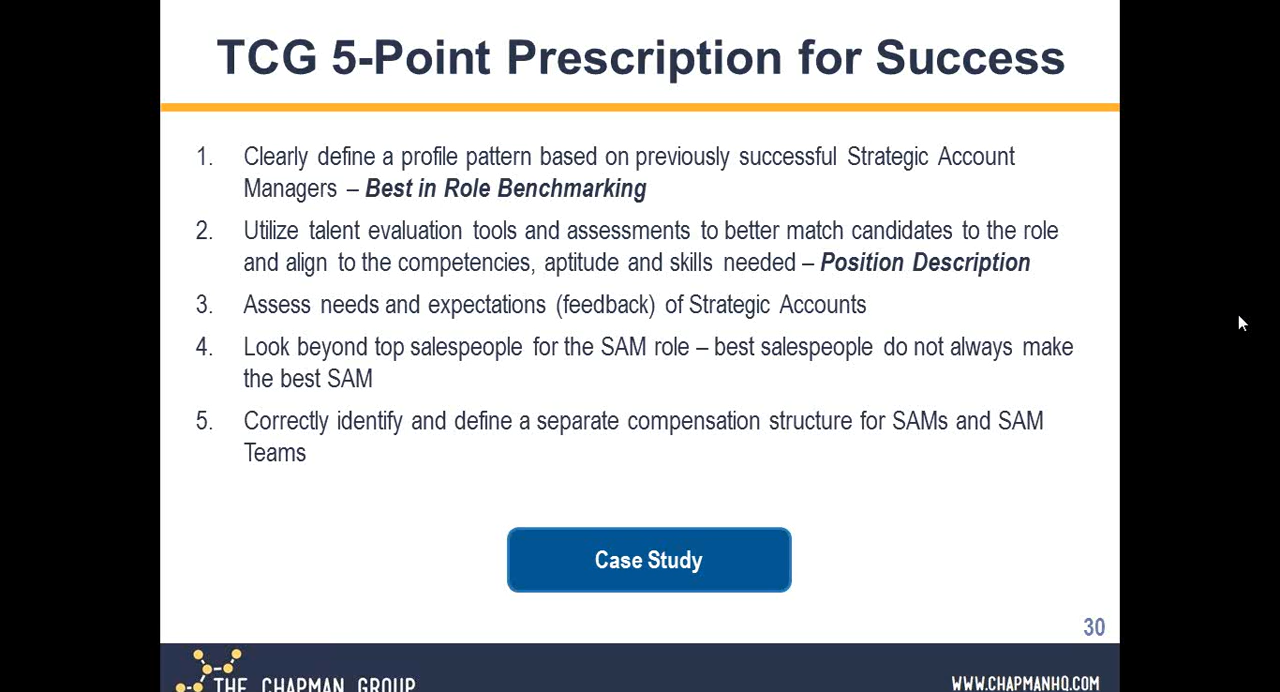 TCG 5-Point Prescription for Success
1. Clearly define a profile pattern based on previously successful Strategic Account
Managers – Best in Role Benchmarking
2. Utilize talent evaluation tools and assessments to better match candidates to the role
and align to the competencies, aptitude and skills needed – Position Description
3. Assess needs and expectations (feedback) of Strategic Accounts
4. Look beyond top salespeople for the SAM role – best salespeople do not always make
the best SAM
5. Correctly identify and define a separate compensation structure for SAMs and SAM
Teams
Case Study
30
THE CHAPMAN GROUP
WWW.CHAPMANHQ.COM